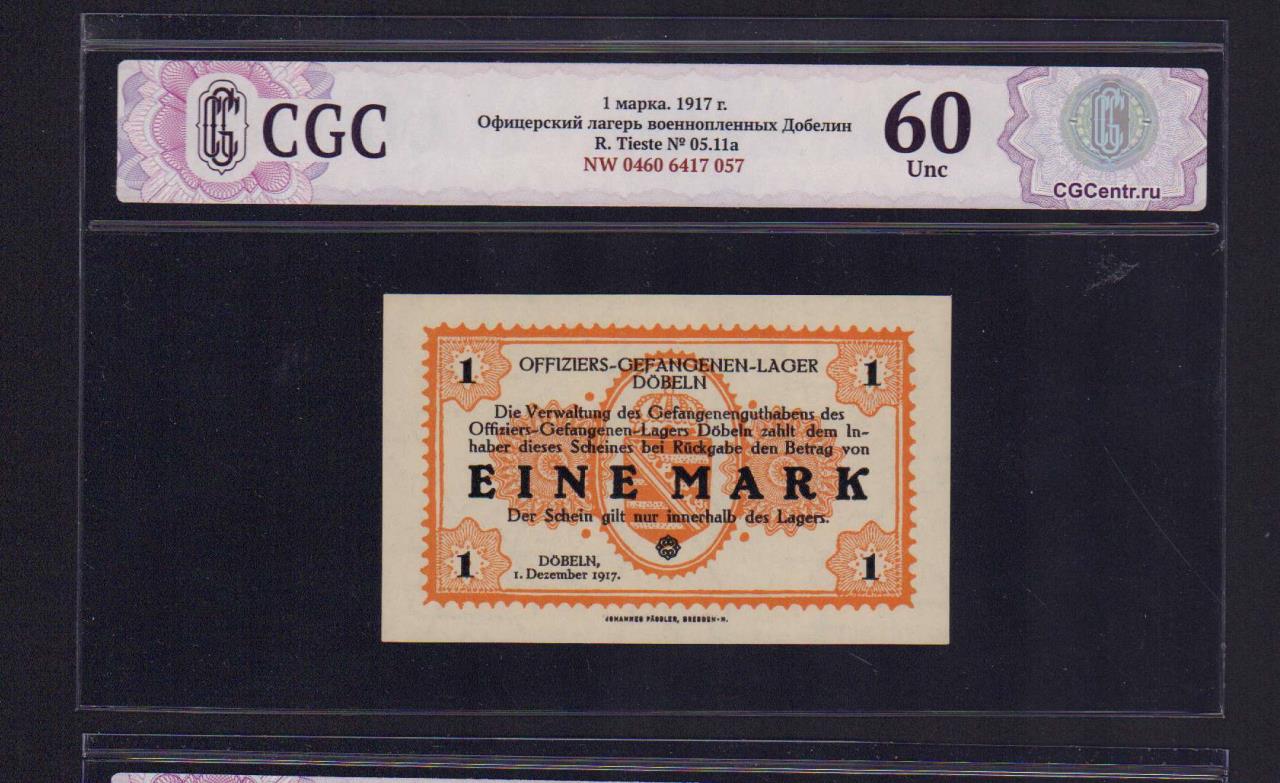 CGC
1 марка. 1917 г.
Офицерский лагерь военнопленных Добелин
R. Tieste № 05.11a
NW 0460 6417 057
60
Unc
CGCentr.ru
1 1
OFFIZIERS-GEFANGENEN-LAGER
DÖBELN
Die Verwaltung des Gefangenenguthabens des
Offiziers-Gefangenen-Lagers Döbeln zahlt dem In-
haber dieses Scheines bei Rückgabe den Betrag von
EINE MARK
Der Schein gilt nur innerhalb des Lagers.
1 1
DÖBELN,
1. Dezember 1917.
JOHANNES PÄSSLER, DRESDEN-N.